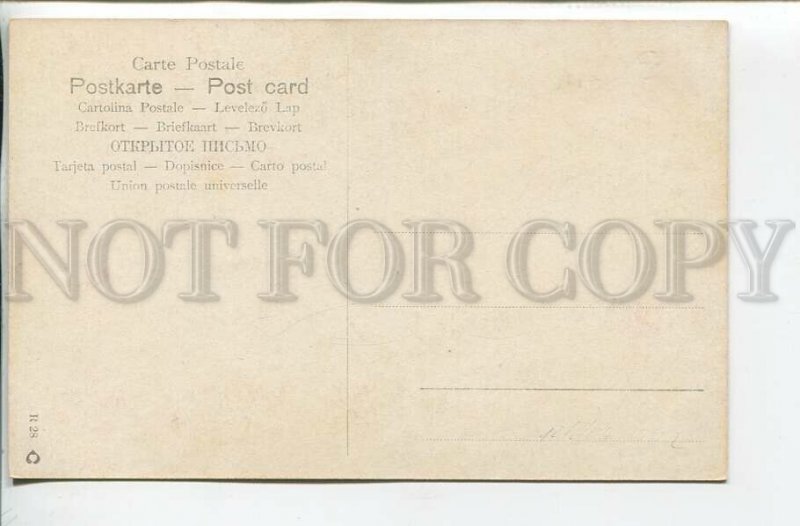 Carte Postale
Postkarte — Post card
Cartolina Postale — Levelező Lap
Brefkort — Briefkaart — Brevkort
ОТКРЫТОЕ ПИСЬМО
Tarjeta postal — Dopisnice — Carto postal
Union postale universelle
NOT FOR COPY
R 28